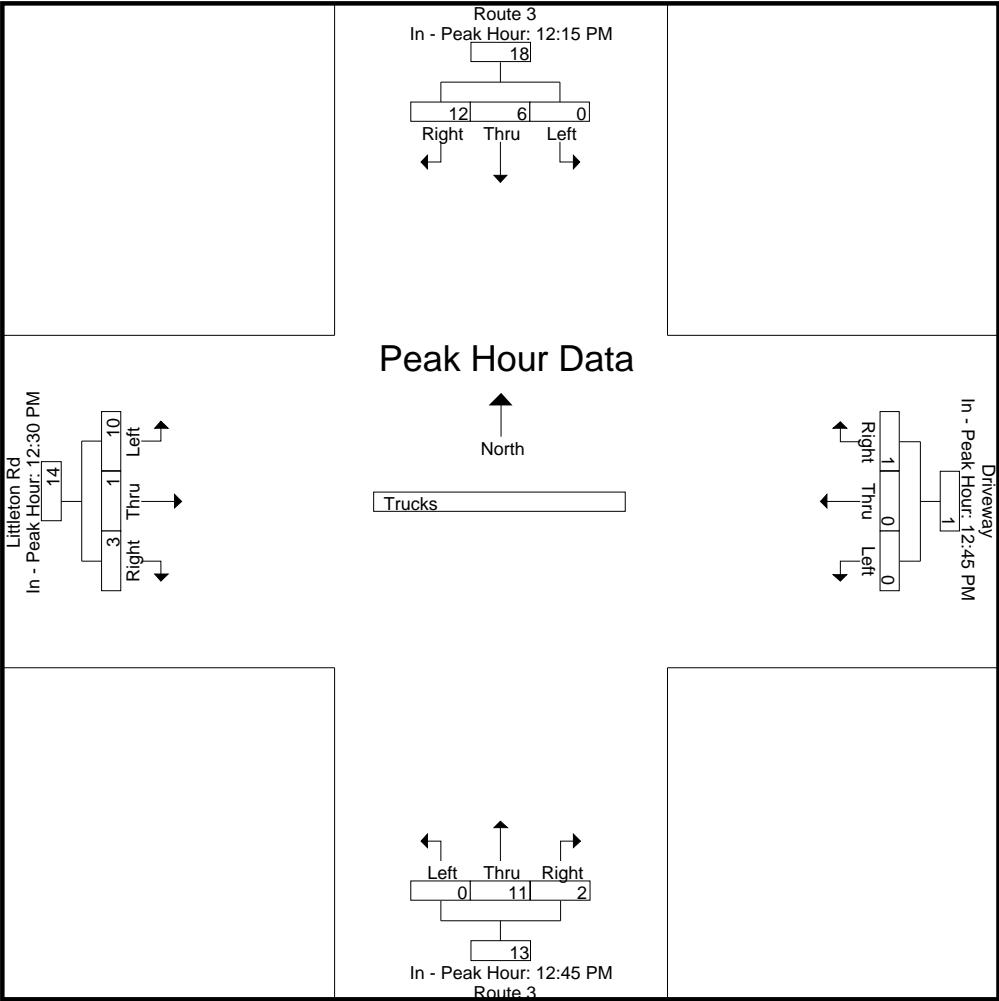 Route 3
In - Peak Hour: 12:15 PM
18
12 6 0
Right Thru Left
Peak Hour Data
North
Trucks
Littleton Rd
In - Peak Hour: 12:30 PM
14
10 1 3
Left Thru Right
Driveway
In - Peak Hour: 12:45 PM
1
1 0 0
Right Thru Left
Left Thru Right
0 11 2
13
In - Peak Hour: 12:45 PM
Route 3